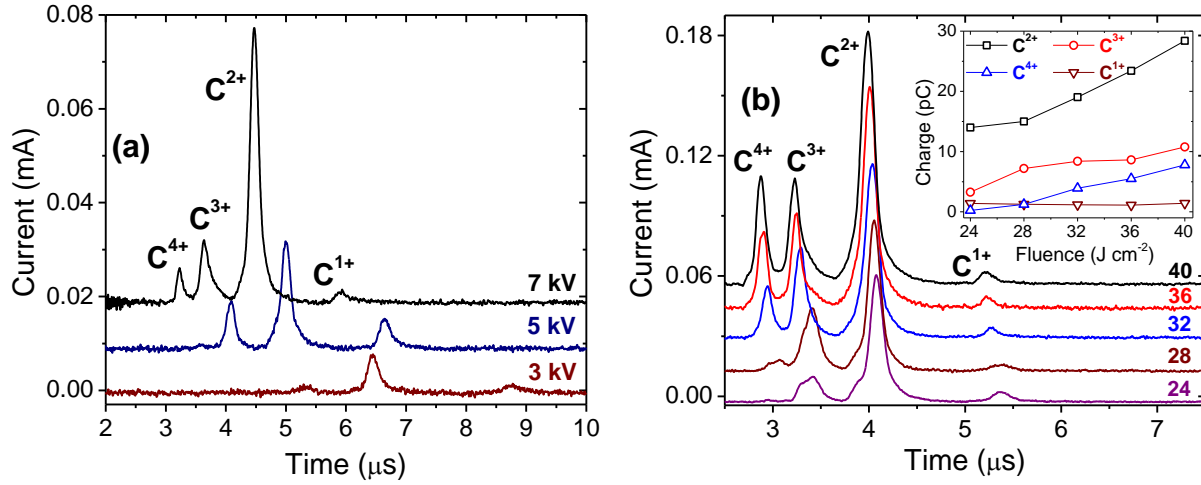 (a)
Current (mA)
0.08
0.06
0.04
0.02
0.00
C4+
C3+
C2+
C1+
7 kV
5 kV
3 kV
2 3 4 5 6 7 8 9 10
Time (μs)
(b)
Current (mA)
0.18
0.12
0.06
0.00
C4+
C3+
C2+
C1+
40
36
32
28
24
3 4 5 6 7
Time (μs)
Charge (pC)
30
20
10
0
C2+ C3+
C4+ C1+
24 28 32 36 40
Fluence (J cm-2)